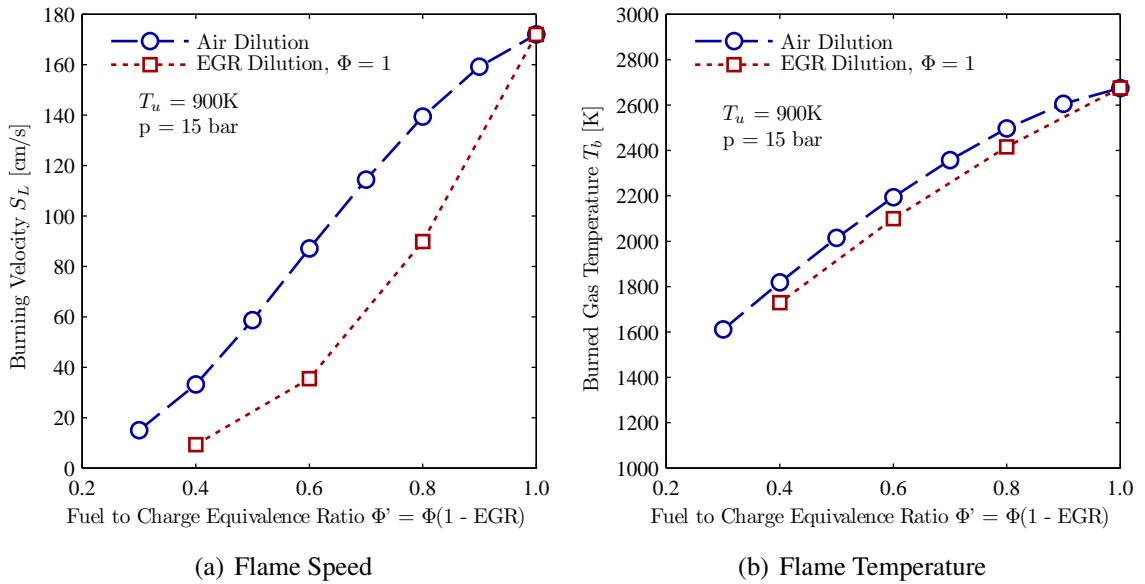 180
160
140
120
100
80
60
40
20
0
Burning Velocity S_L [cm/s]
Air Dilution
EGR Dilution, Φ = 1
T_u = 900K
p = 15 bar
0.2 0.4 0.6 0.8 1.0
Fuel to Charge Equivalence Ratio Φ' = Φ(1 - EGR)
(a) Flame Speed
3000
2800
2600
2400
2200
2000
1800
1600
1400
1200
1000
Burned Gas Temperature T_b [K]
Air Dilution
EGR Dilution, Φ = 1
T_u = 900K
p = 15 bar
0.2 0.4 0.6 0.8 1.0
Fuel to Charge Equivalence Ratio Φ' = Φ(1 - EGR)
(b) Flame Temperature